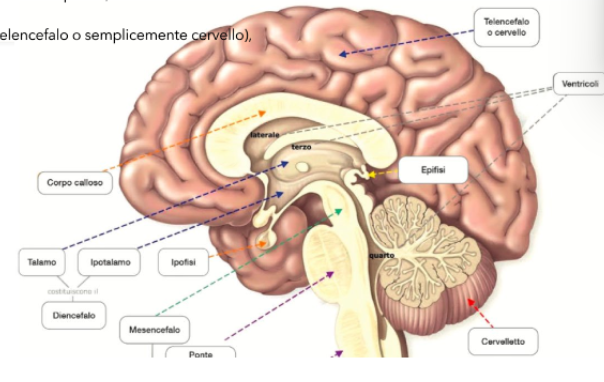 elencefalo o semplicemente cervello),
Telencefalo
o cervello
Ventricoli
laterale
terzo
Epifisi
Corpo calloso
quarto
Talamo
Ipotalamo
Ipofisi
costituiscono il
Diencefalo
Mesencefalo
Ponte
Cervelletto